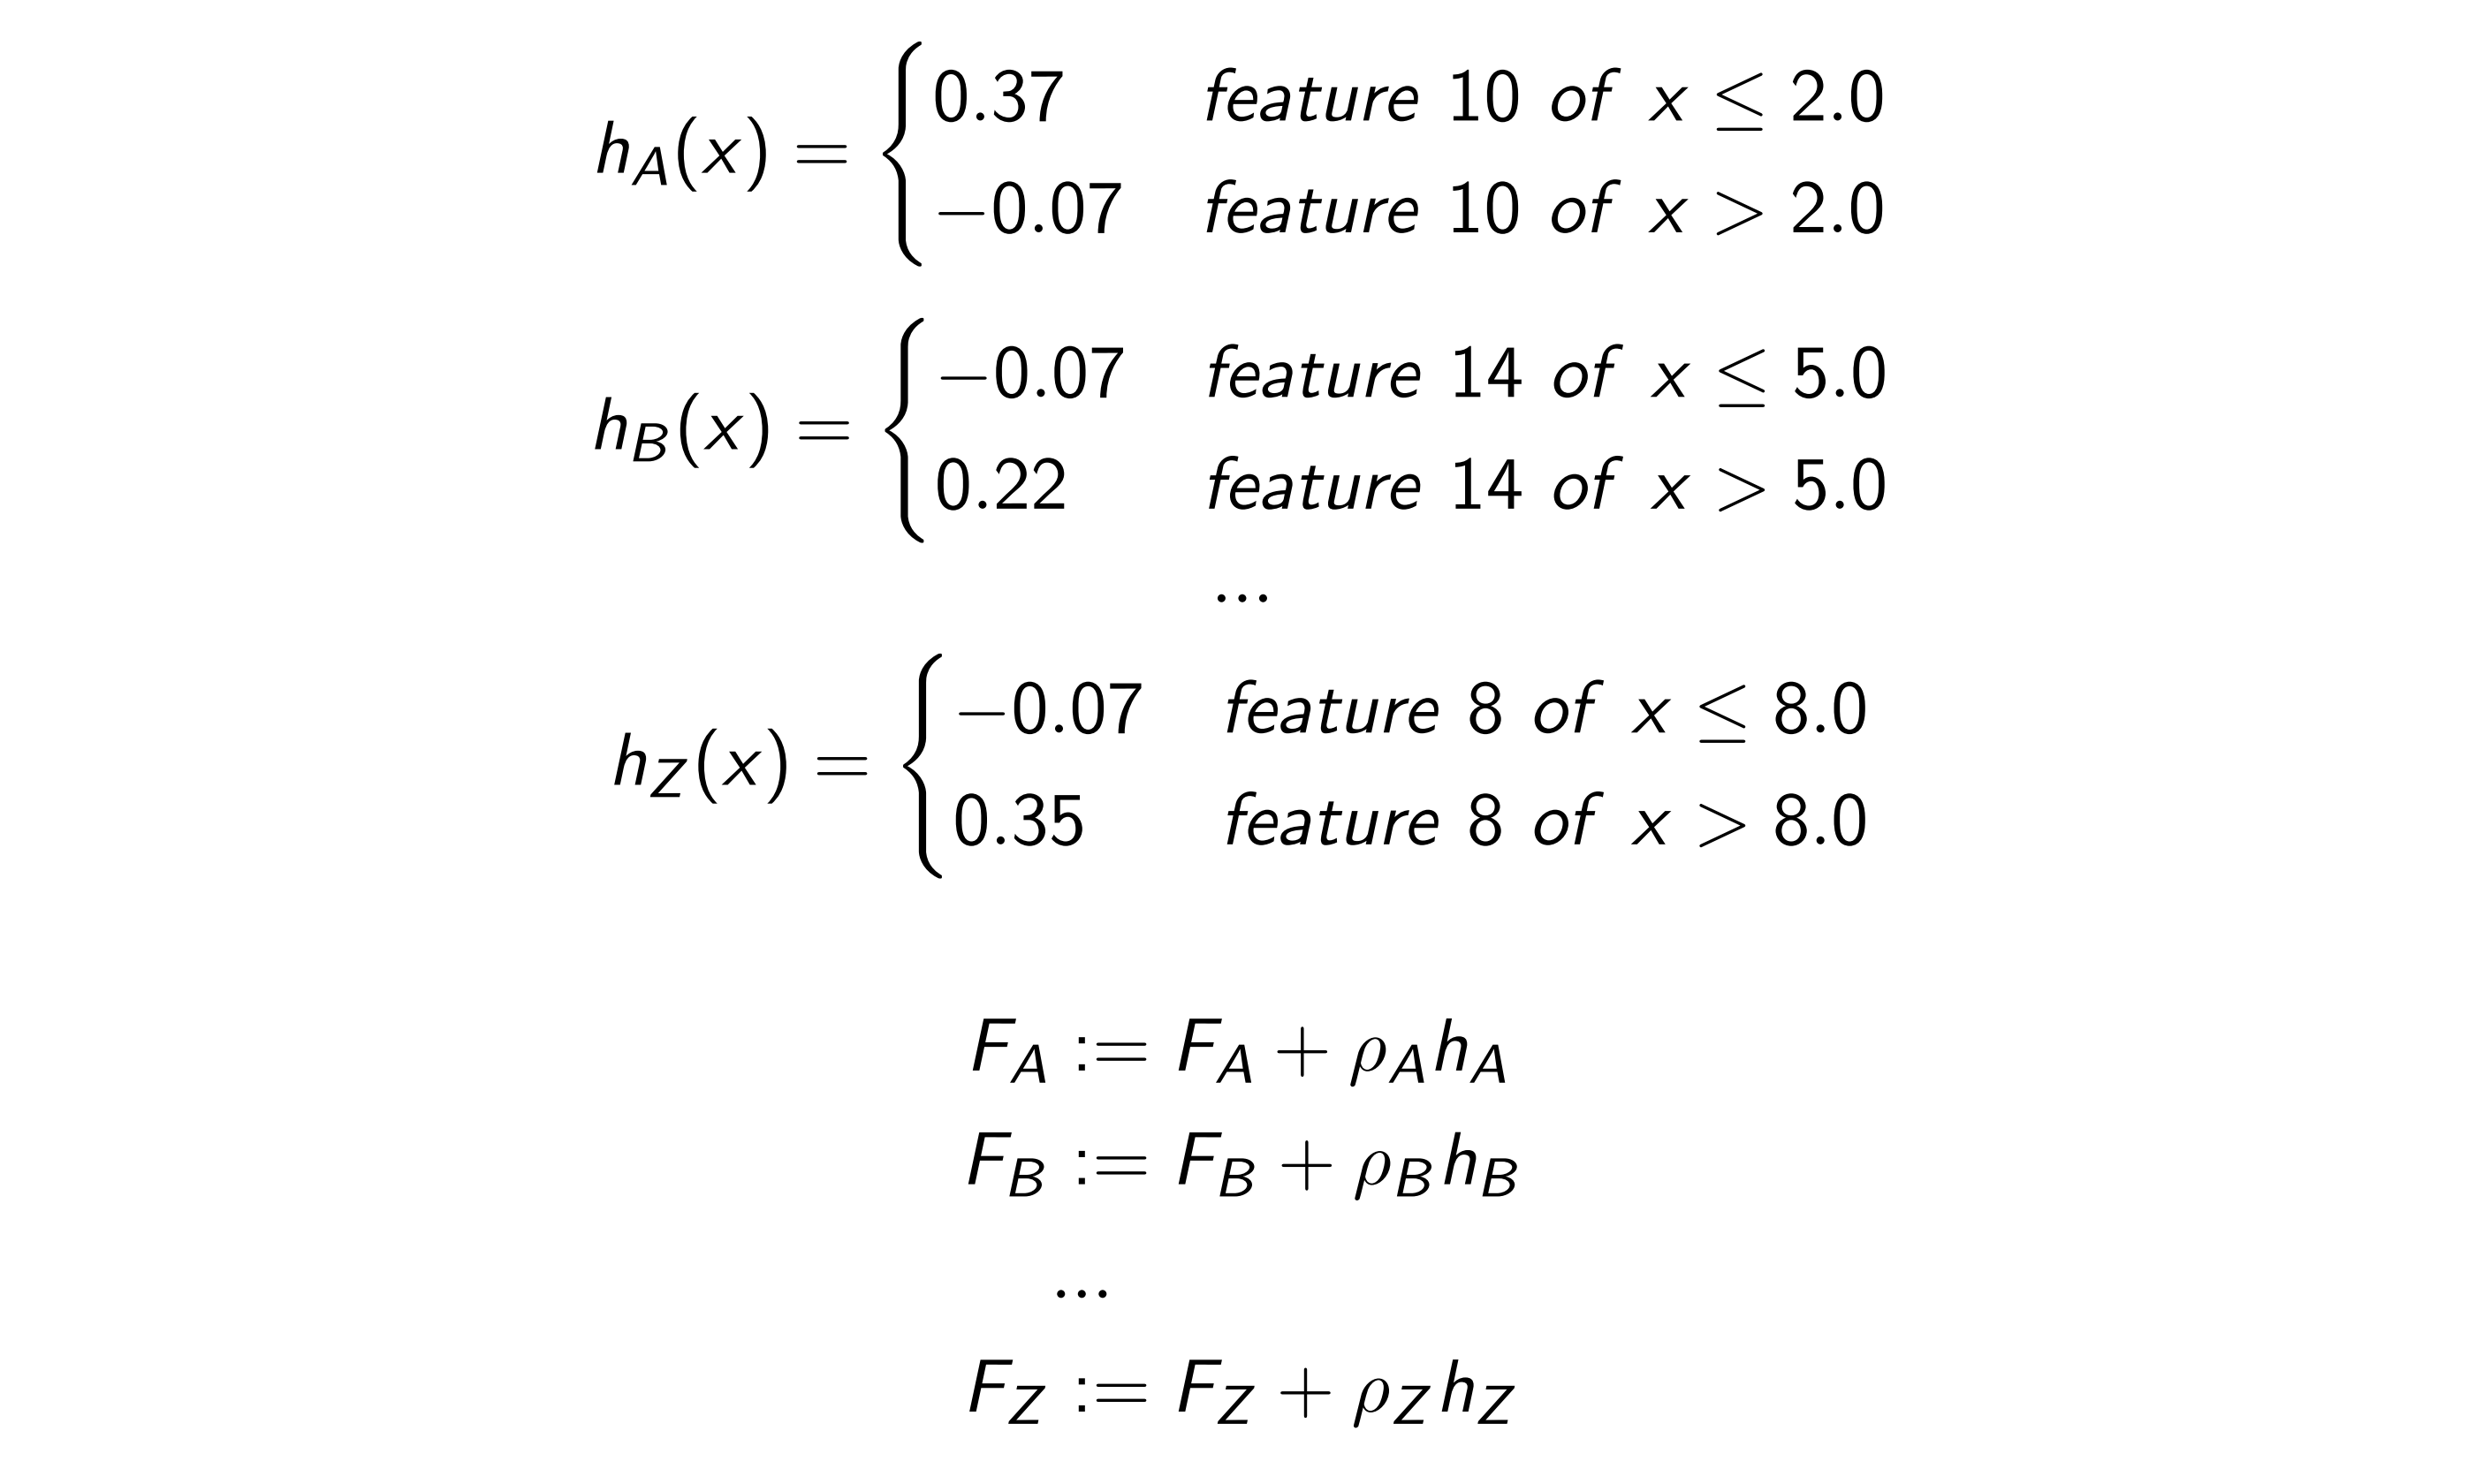 h_A(x) = { 0.37 feature 10 of x ≤ 2.0
−0.07 feature 10 of x > 2.0
h_B(x) = { −0.07 feature 14 of x ≤ 5.0
0.22 feature 14 of x > 5.0
...
h_Z(x) = { −0.07 feature 8 of x ≤ 8.0
0.35 feature 8 of x > 8.0
F_A := F_A + ρ_A h_A
F_B := F_B + ρ_B h_B
...
F_Z := F_Z + ρ_Z h_Z